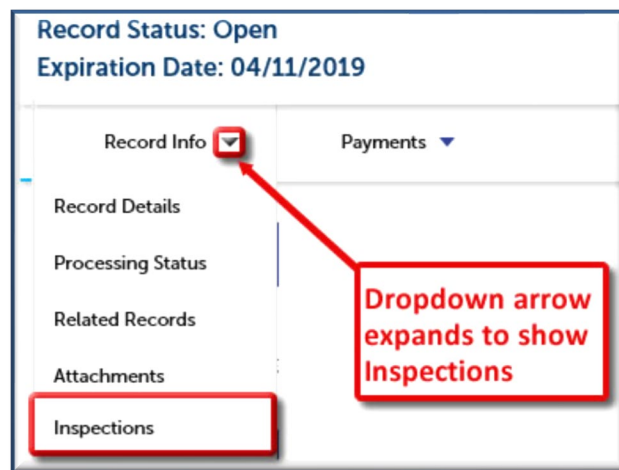 Record Status: Open
Expiration Date: 04/11/2019
Record Info
Payments
Record Details
Processing Status
Related Records
Attachments
Inspections
Dropdown arrow
expands to show
Inspections